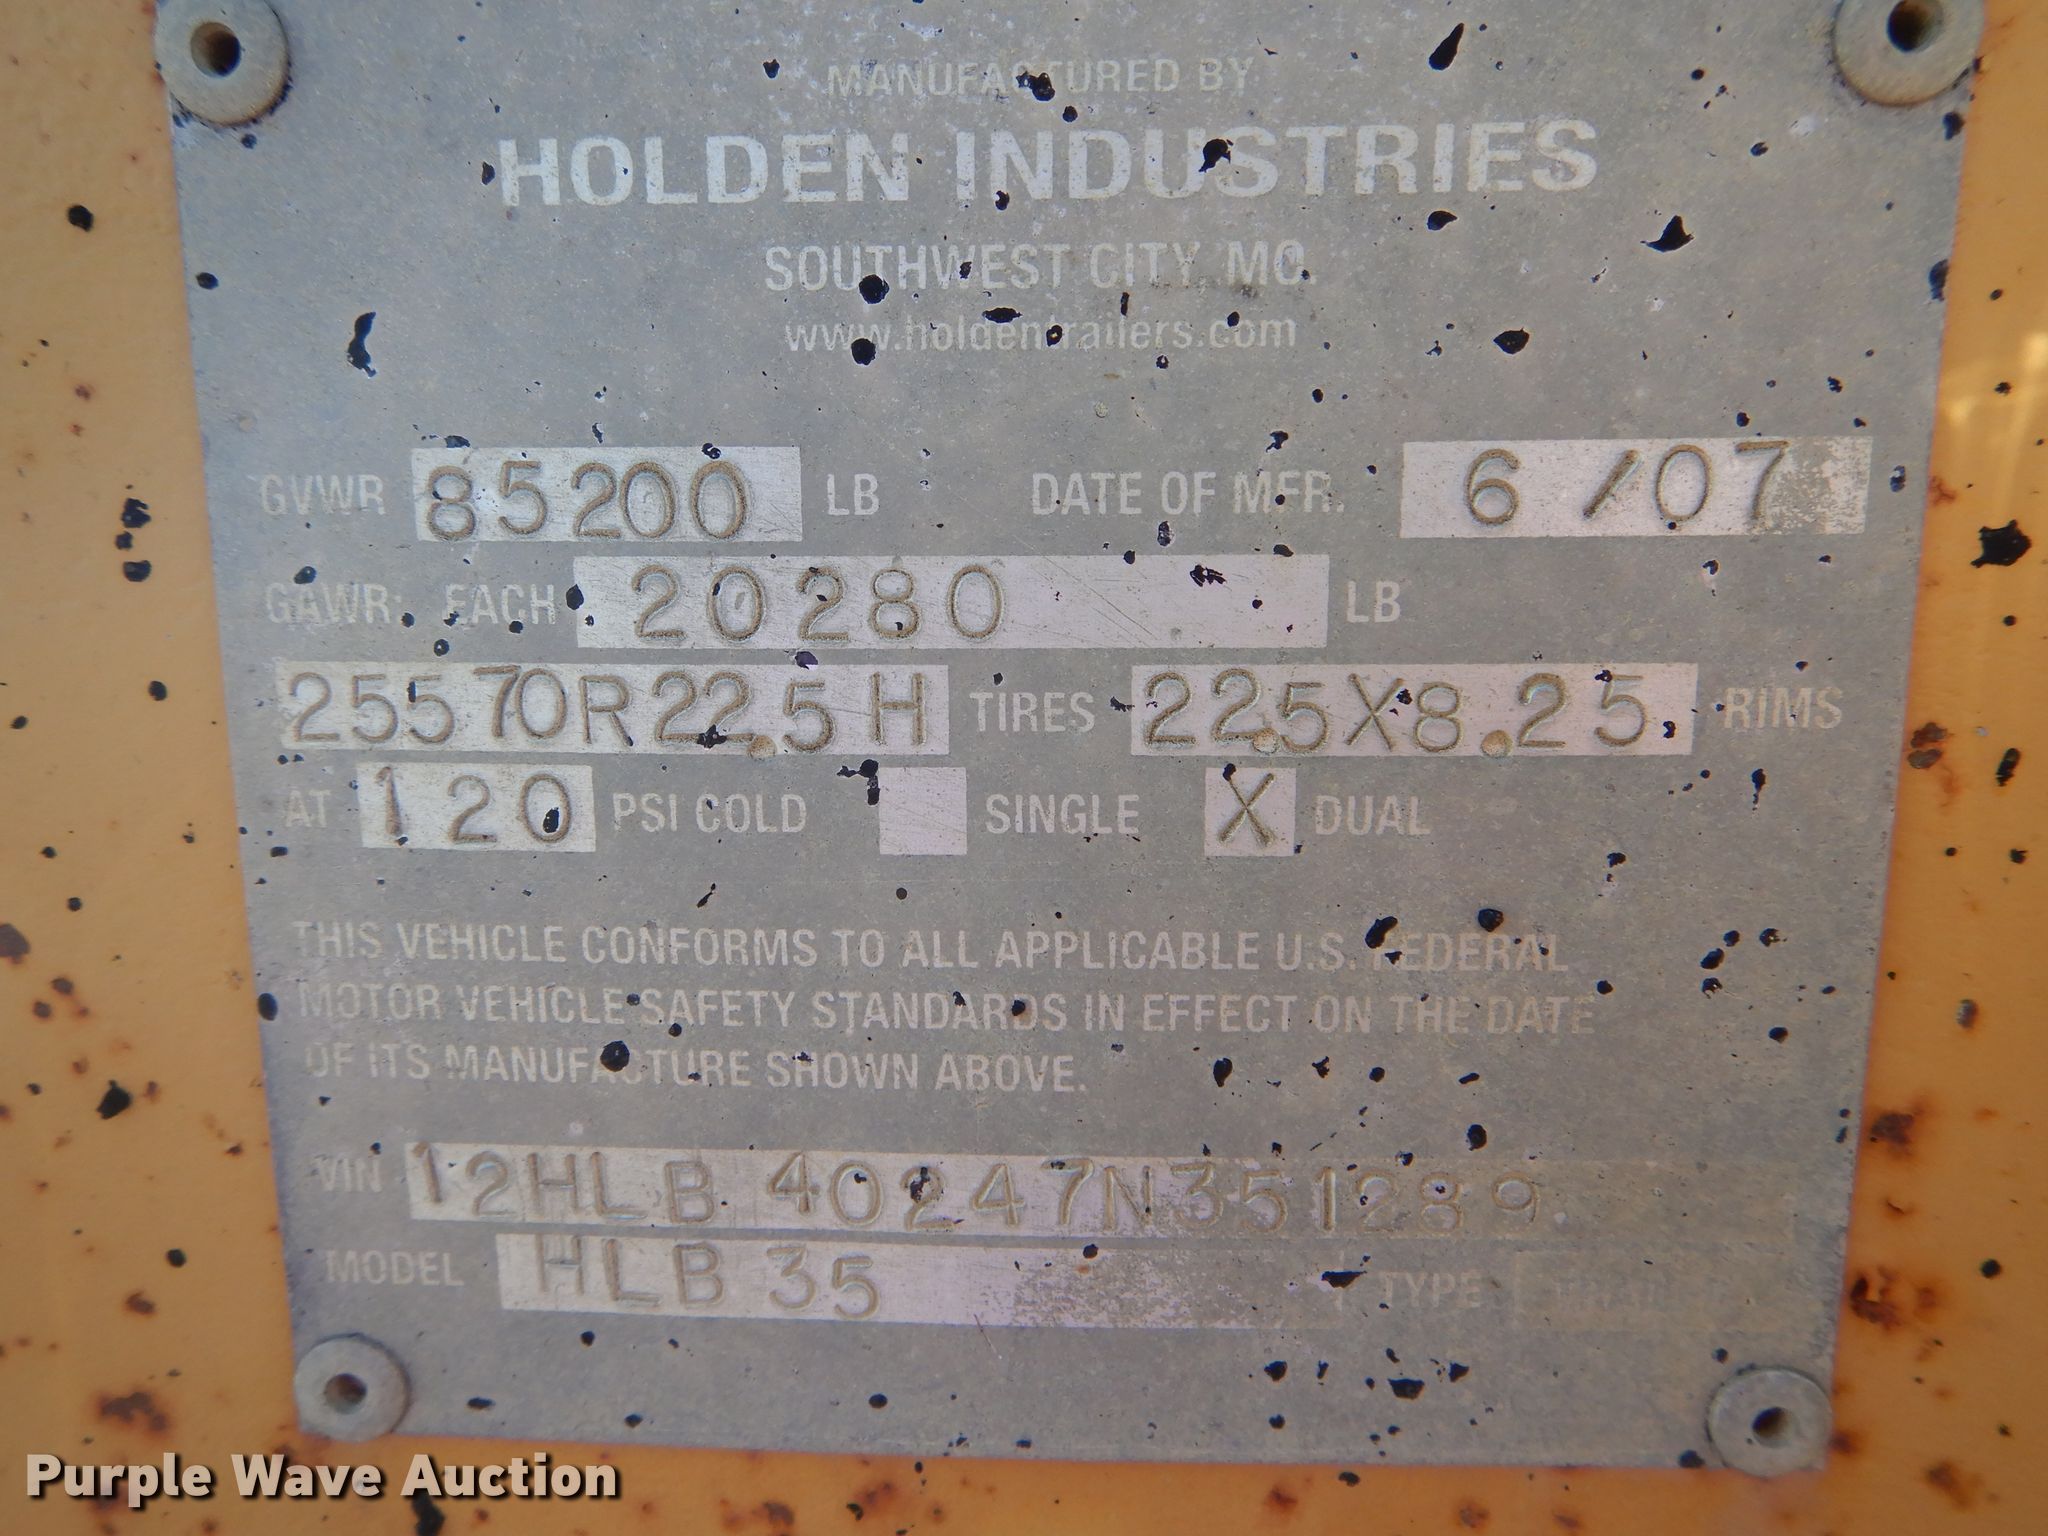 MANUFACTURED BY
HOLDEN INDUSTRIES
SOUTHWEST CITY, MO.
www.holdentrailers.com
GVWR 85200 LB DATE OF MFR. 6/07
GAWR: EACH 20280 LB
25570R22.5H TIRES 22.5X8.25 RIMS
AT 120 PSI COLD SINGLE X DUAL
THIS VEHICLE CONFORMS TO ALL APPLICABLE U.S. FEDERAL
MOTOR VEHICLE SAFETY STANDARDS IN EFFECT ON THE DATE
OF ITS MANUFACTURE SHOWN ABOVE.
VIN 12HLB40247N351289
MODEL HLB35 TYPE
Purple Wave Auction